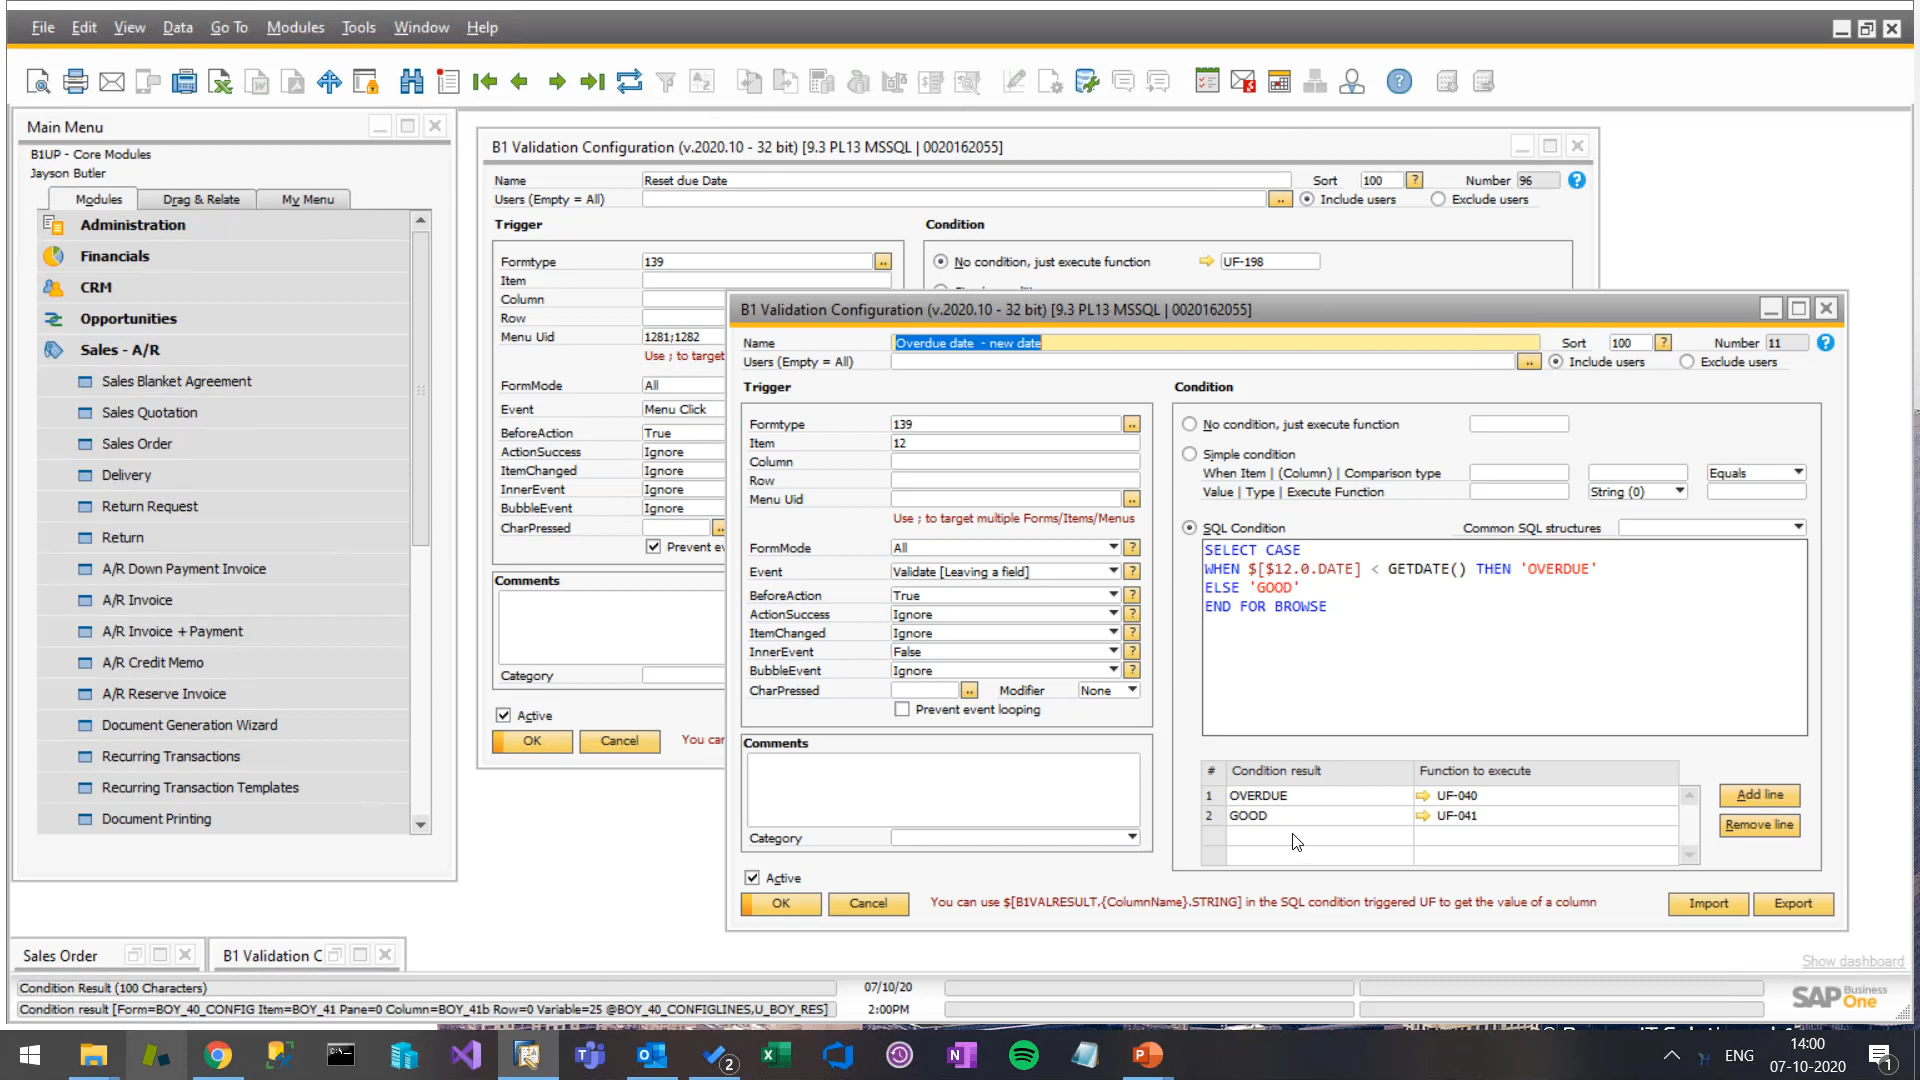 File Edit View Data Go To Modules Tools Window Help
Main Menu
B1UP - Core Modules
Jayson Butler
Modules Drag & Relate My Menu
Administration
Financials
CRM
Opportunities
Sales - A/R
Sales Blanket Agreement
Sales Quotation
Sales Order
Delivery
Return Request
Return
A/R Down Payment Invoice
A/R Invoice
A/R Invoice + Payment
A/R Credit Memo
A/R Reserve Invoice
Document Generation Wizard
Recurring Transactions
Recurring Transaction Templates
Document Printing
B1 Validation Configuration (v.2020.10 - 32 bit) [9.3 PL13 MSSQL | 0020162055]
Name Reset due Date Sort 100 ? Number 96 ?
Users (Empty = All) .. Include users Exclude users
Trigger Condition
Formtype 139 .. No condition, just execute function UF-198
Item
Column
Row
Menu Uid 1281;1282
Use ; to target
FormMode All
Event Menu Click
BeforeAction True
ActionSuccess Ignore
ItemChanged Ignore
InnerEvent Ignore
BubbleEvent Ignore
CharPressed ..
Prevent ev
Comments
Category
Active
OK Cancel You car
B1 Validation Configuration (v.2020.10 - 32 bit) [9.3 PL13 MSSQL | 0020162055]
Name Overdue date - new date Sort 100 ? Number 11 ?
Users (Empty = All) .. Include users Exclude users
Trigger Condition
Formtype 139 .. No condition, just execute function
Item 12
Column Simple condition
Row When Item | (Column) | Comparison type Equals
Menu Uid .. Value | Type | Execute Function String (0)
Use ; to target multiple Forms/Items/Menus
SQL Condition Common SQL structures
FormMode All ?
Event Validate [Leaving a field] ?
BeforeAction True ?
ActionSuccess Ignore ?
ItemChanged Ignore ?
InnerEvent False ?
BubbleEvent Ignore ?
CharPressed .. Modifier None
Prevent event looping
SELECT CASE
WHEN $[$12.0.DATE] < GETDATE() THEN 'OVERDUE'
ELSE 'GOOD'
END FOR BROWSE
Comments
Category
# Condition result Function to execute
1 OVERDUE UF-040 Add line
2 GOOD UF-041 Remove line
Active
OK Cancel You can use $[B1VALRESULT.{ColumnName}.STRING] in the SQL condition triggered UF to get the value of a column Import Export
Sales Order B1 Validation C
Show dashboard
Condition Result (100 Characters) 07/10/20
Condition result [Form=BOY_40_CONFIG Item=BOY_41 Pane=0 Column=BOY_41b Row=0 Variable=25 @BOY_40_CONFIGLINES,U_BOY_RES] 2:00PM
SAP Business One
2
ENG
14:00
07-10-2020
1